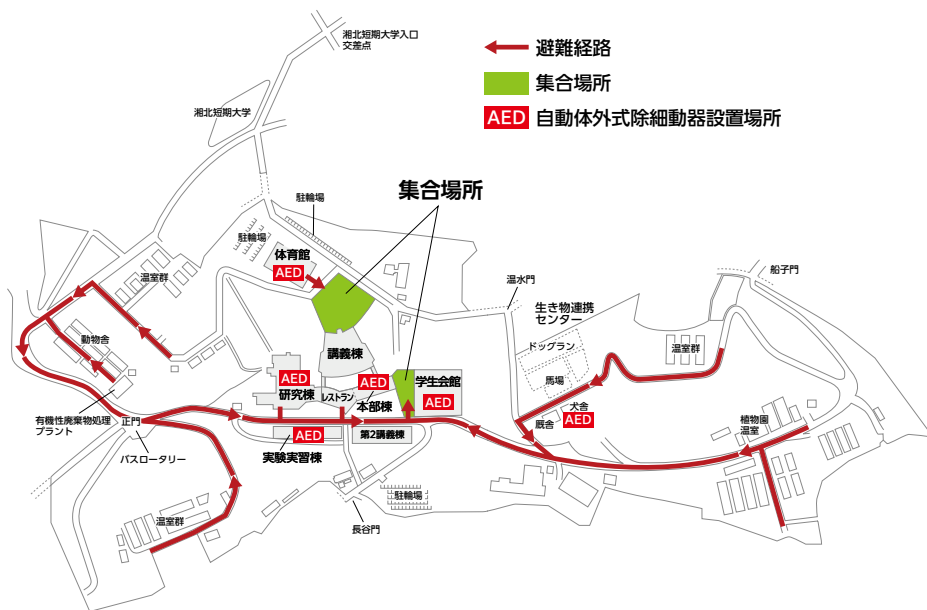 湘北短期大学入口
交差点
避難経路
集合場所
AED 自動体外式除細動器設置場所
湘北短期大学
集合場所
駐輪場
駐輪場
体育館
AED
温室群
温水門
船子門
生き物連携
センター
ドッグラン
馬場
温室群
犬舎
AED
厩舎
植物園
温室
動物舎
講義棟
AED
研究棟
レストラン
AED
本部棟
学生会館
AED
有機性廃棄物処理
プラント
正門
バスロータリー
AED
実験実習棟
第2講義棟
駐輪場
長谷門
温室群